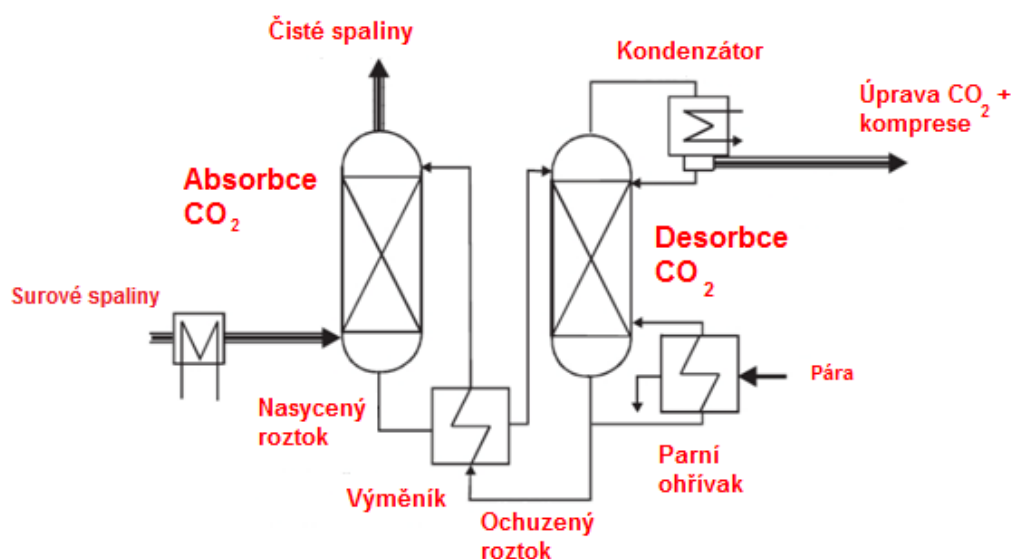 Čisté spaliny
Kondenzátor
Úprava CO2 +
komprese
Absorbce
CO2
Desorbce
CO2
Surové spaliny
Pára
Nasycený
roztok
Parní
ohřívak
Výměník
Ochuzený
roztok